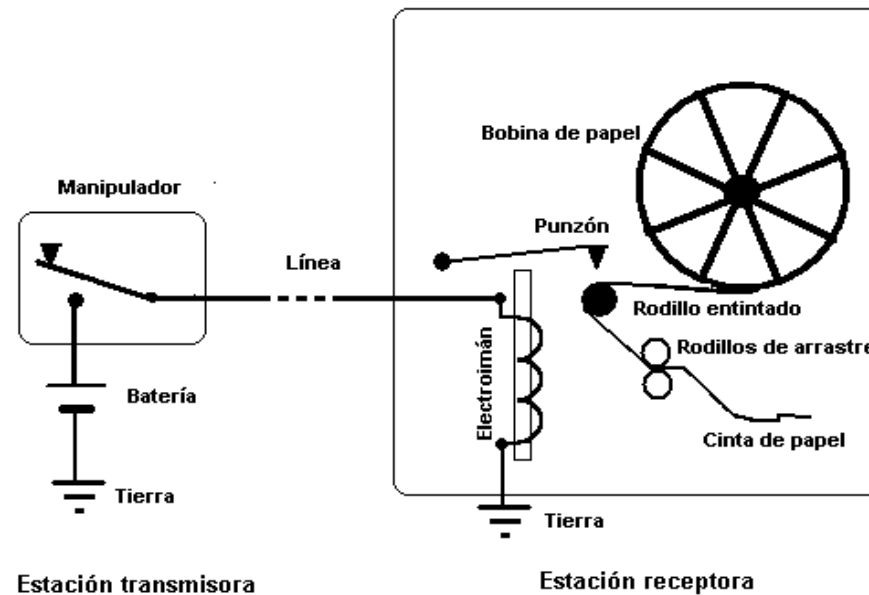 Bobina de papel
Manipulador
Punzón
Línea
Rodillo entintado
Rodillos de arrastre
Electroimán
Batería
Cinta de papel
Tierra
Tierra
Estación transmisora
Estación receptora